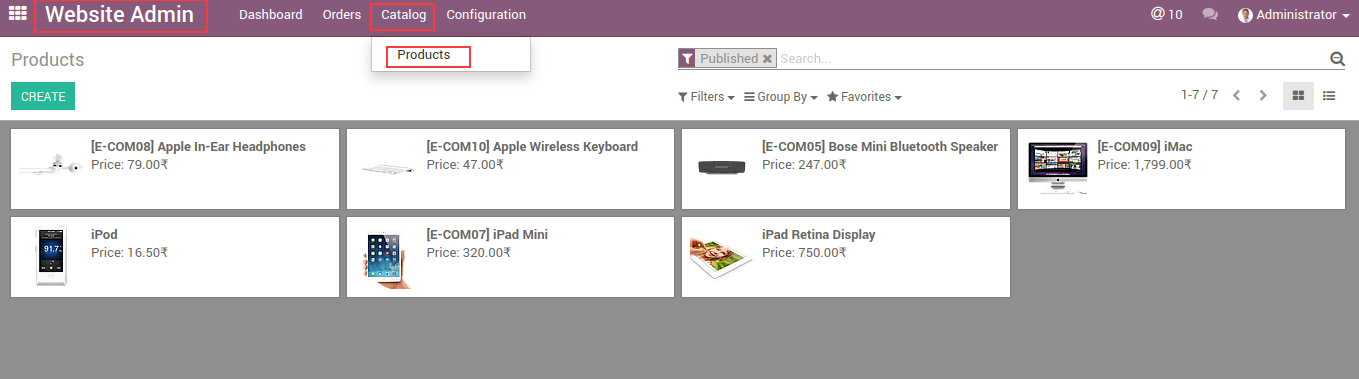 Website Admin Dashboard Orders Catalog Configuration @ 10 Administrator
Products
Products
Published Search...
CREATE
Filters Group By Favorites 1-7 / 7
[E-COM08] Apple In-Ear Headphones
Price: 79.00₹
[E-COM10] Apple Wireless Keyboard
Price: 47.00₹
[E-COM05] Bose Mini Bluetooth Speaker
Price: 247.00₹
[E-COM09] iMac
Price: 1,799.00₹
iPod
Price: 16.50₹
[E-COM07] iPad Mini
Price: 320.00₹
iPad Retina Display
Price: 750.00₹
91.7